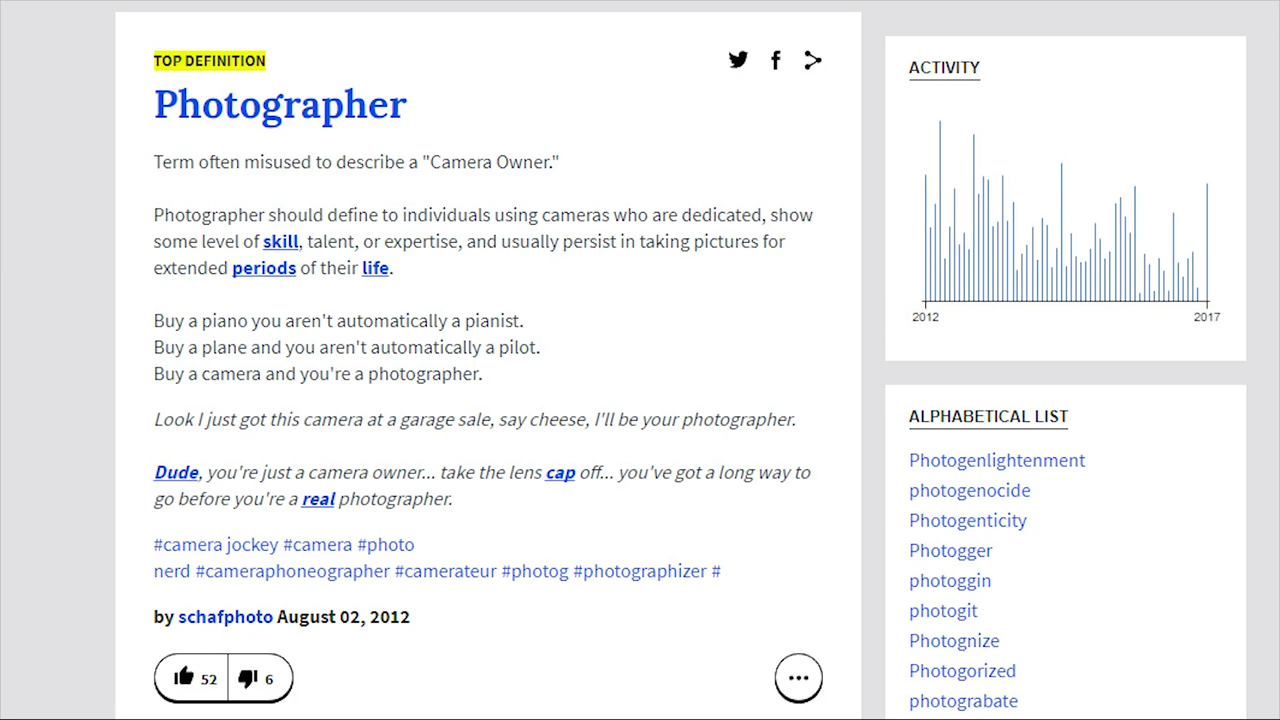 TOP DEFINITION
Photographer
Term often misused to describe a "Camera Owner."
Photographer should define to individuals using cameras who are dedicated, show
some level of skill, talent, or expertise, and usually persist in taking pictures for
extended periods of their life.
Buy a piano you aren't automatically a pianist.
Buy a plane and you aren't automatically a pilot.
Buy a camera and you're a photographer.
Look I just got this camera at a garage sale, say cheese, I'll be your photographer.
Dude, you're just a camera owner... take the lens cap off... you've got a long way to
go before you're a real photographer.
#camera jockey #camera #photo
nerd #cameraphoneographer #camerateur #photog #photographizer #
by schafphoto August 02, 2012
52 6
ACTIVITY
2012 2017
ALPHABETICAL LIST
Photogenlightenment
photogenocide
Photogenticity
Photogger
photoggin
photogit
Photognize
Photogorized
photograbate